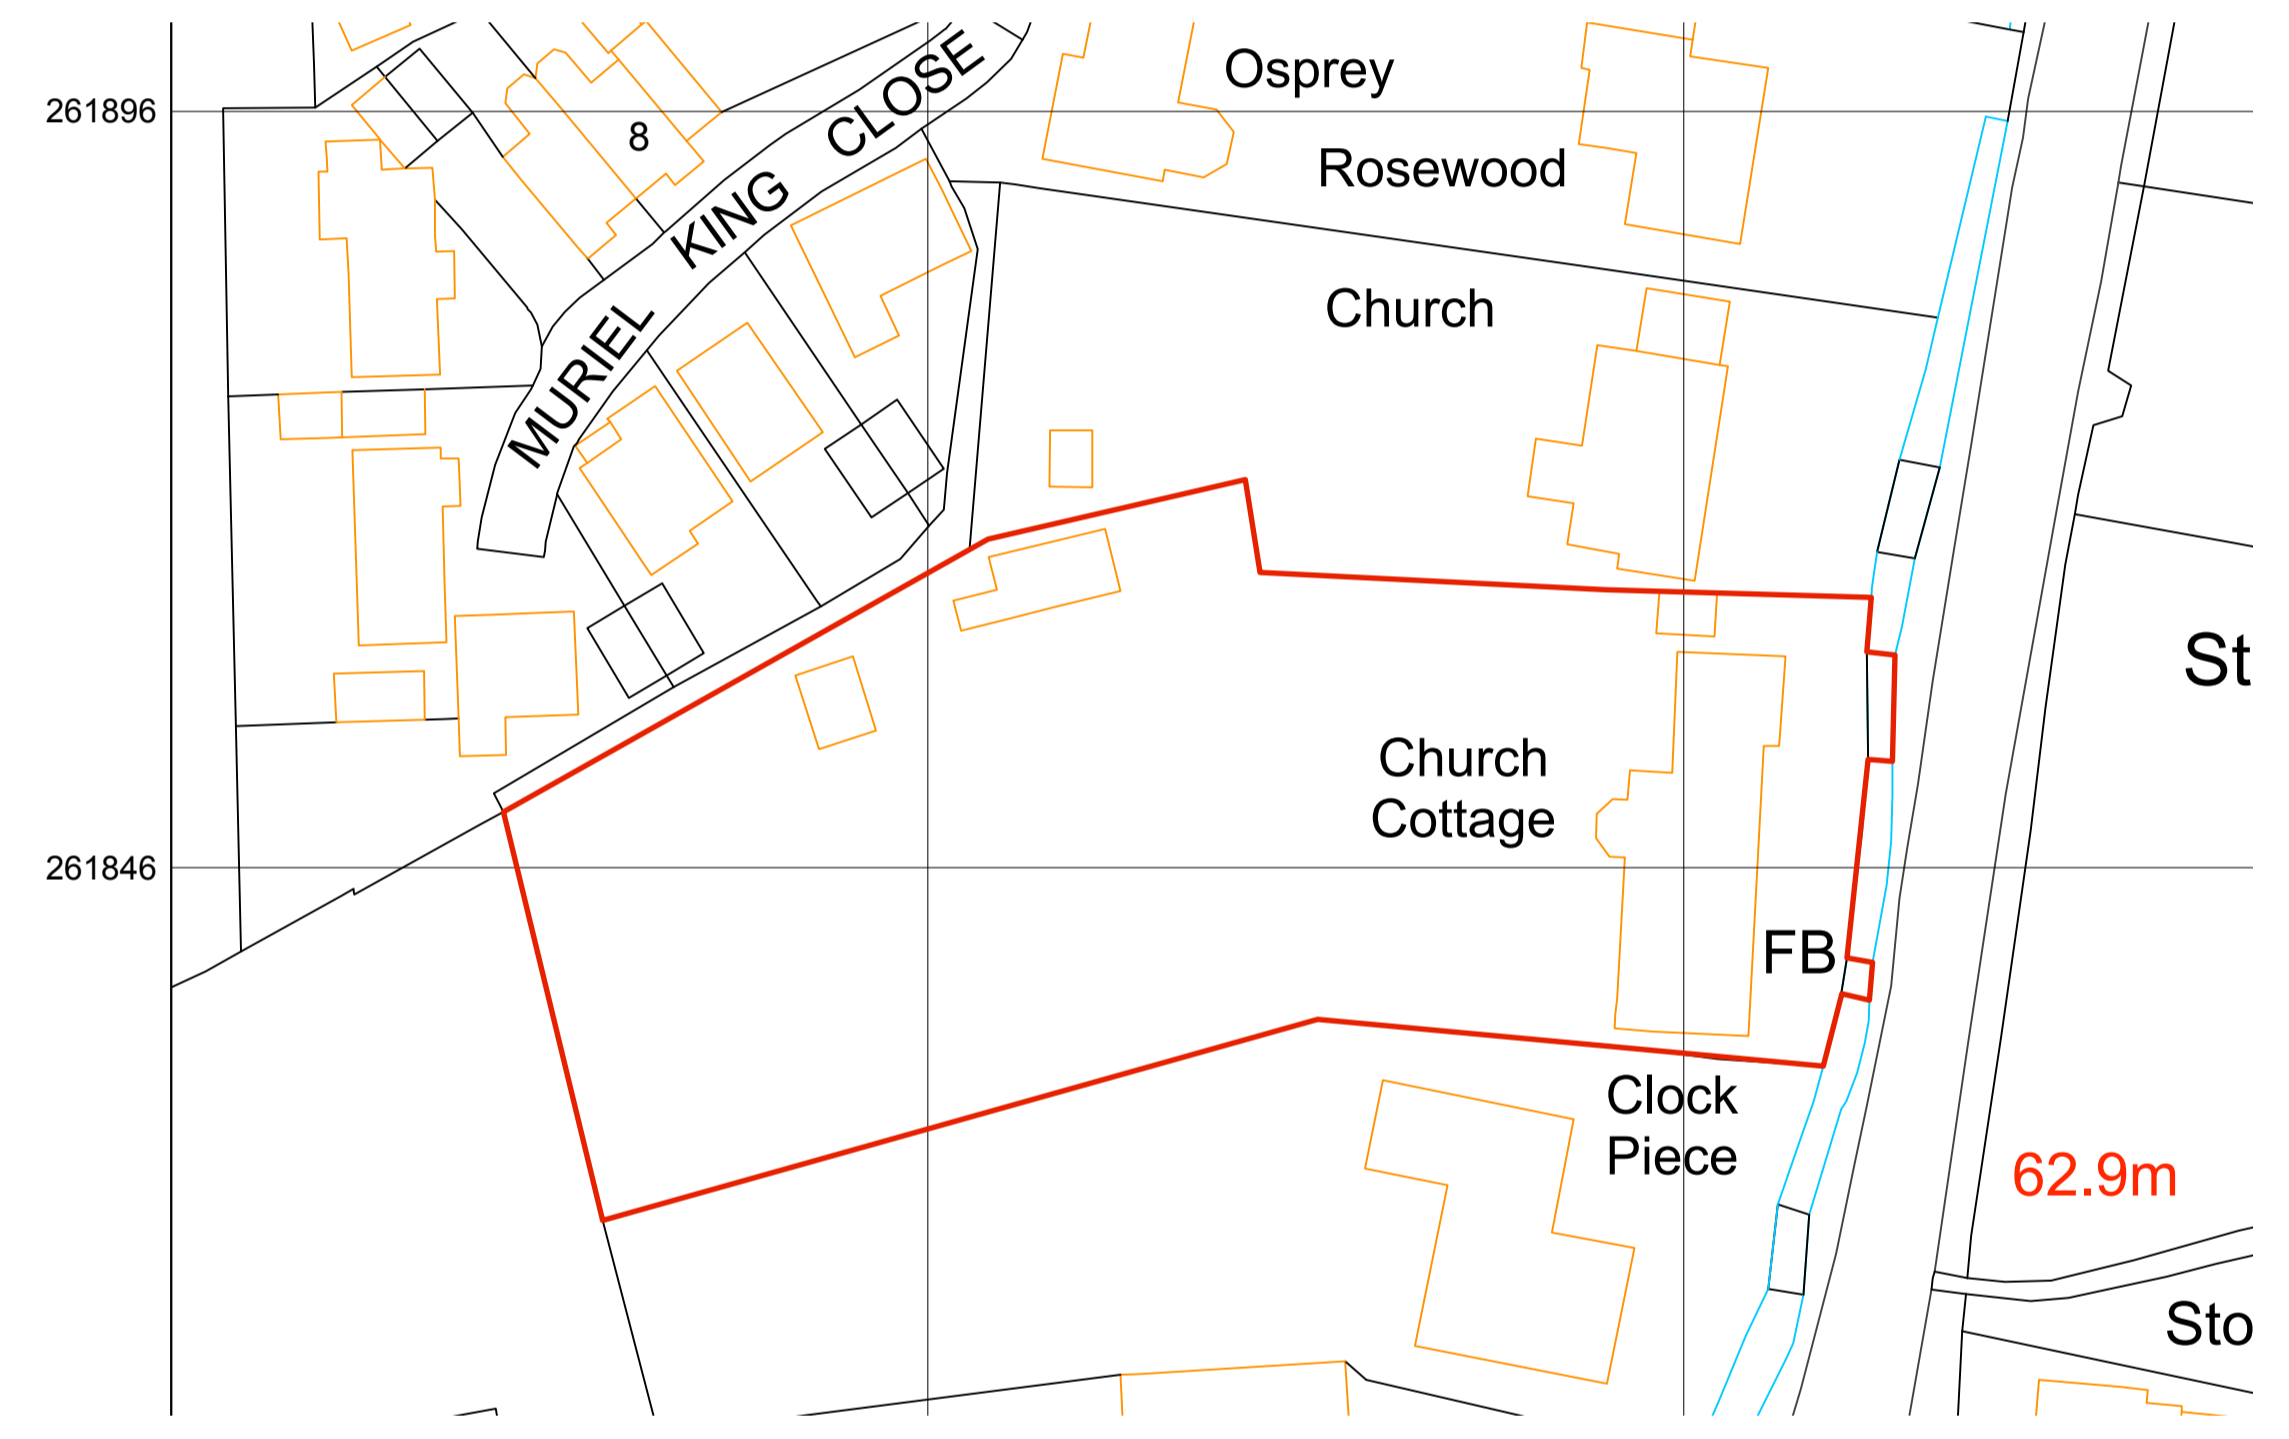 Osprey
261896
8
MURIEL KING CLOSE
Rosewood
Church
St
Church
Cottage
261846
FB
Clock
Piece
62.9m
Sto